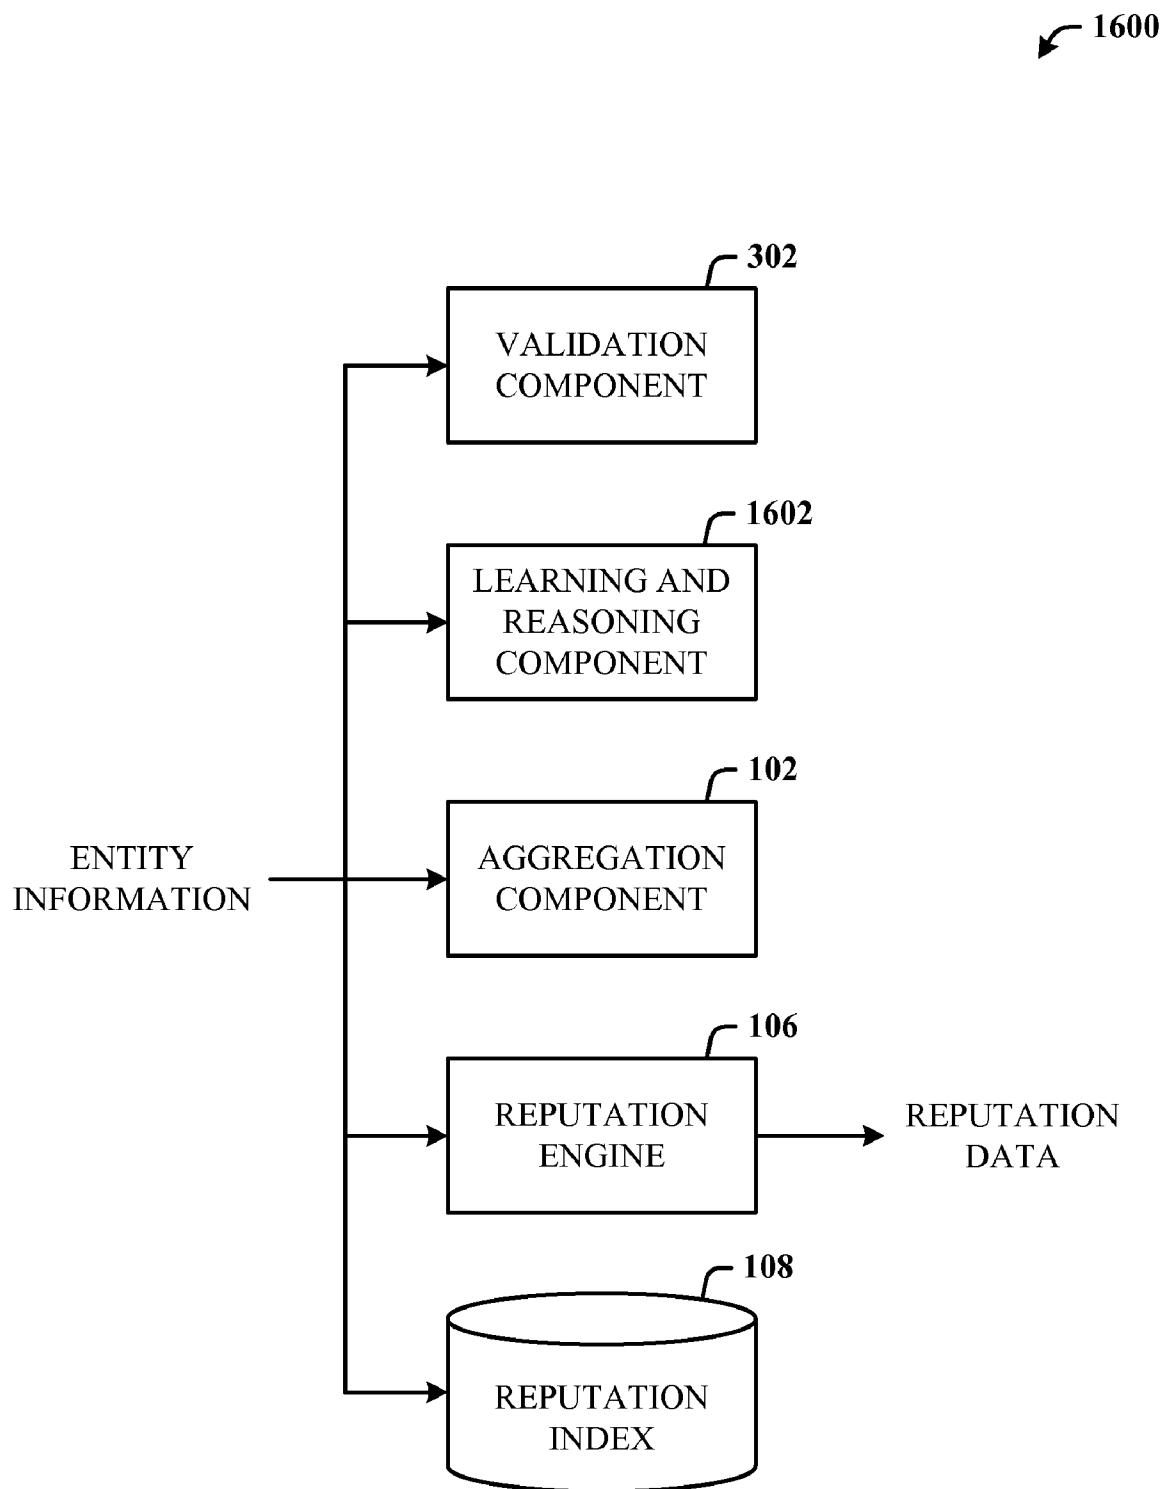 1600
302
VALIDATION
COMPONENT
1602
LEARNING AND
REASONING
COMPONENT
102
ENTITY
INFORMATION
AGGREGATION
COMPONENT
106
REPUTATION
ENGINE
REPUTATION
DATA
108
REPUTATION
INDEX